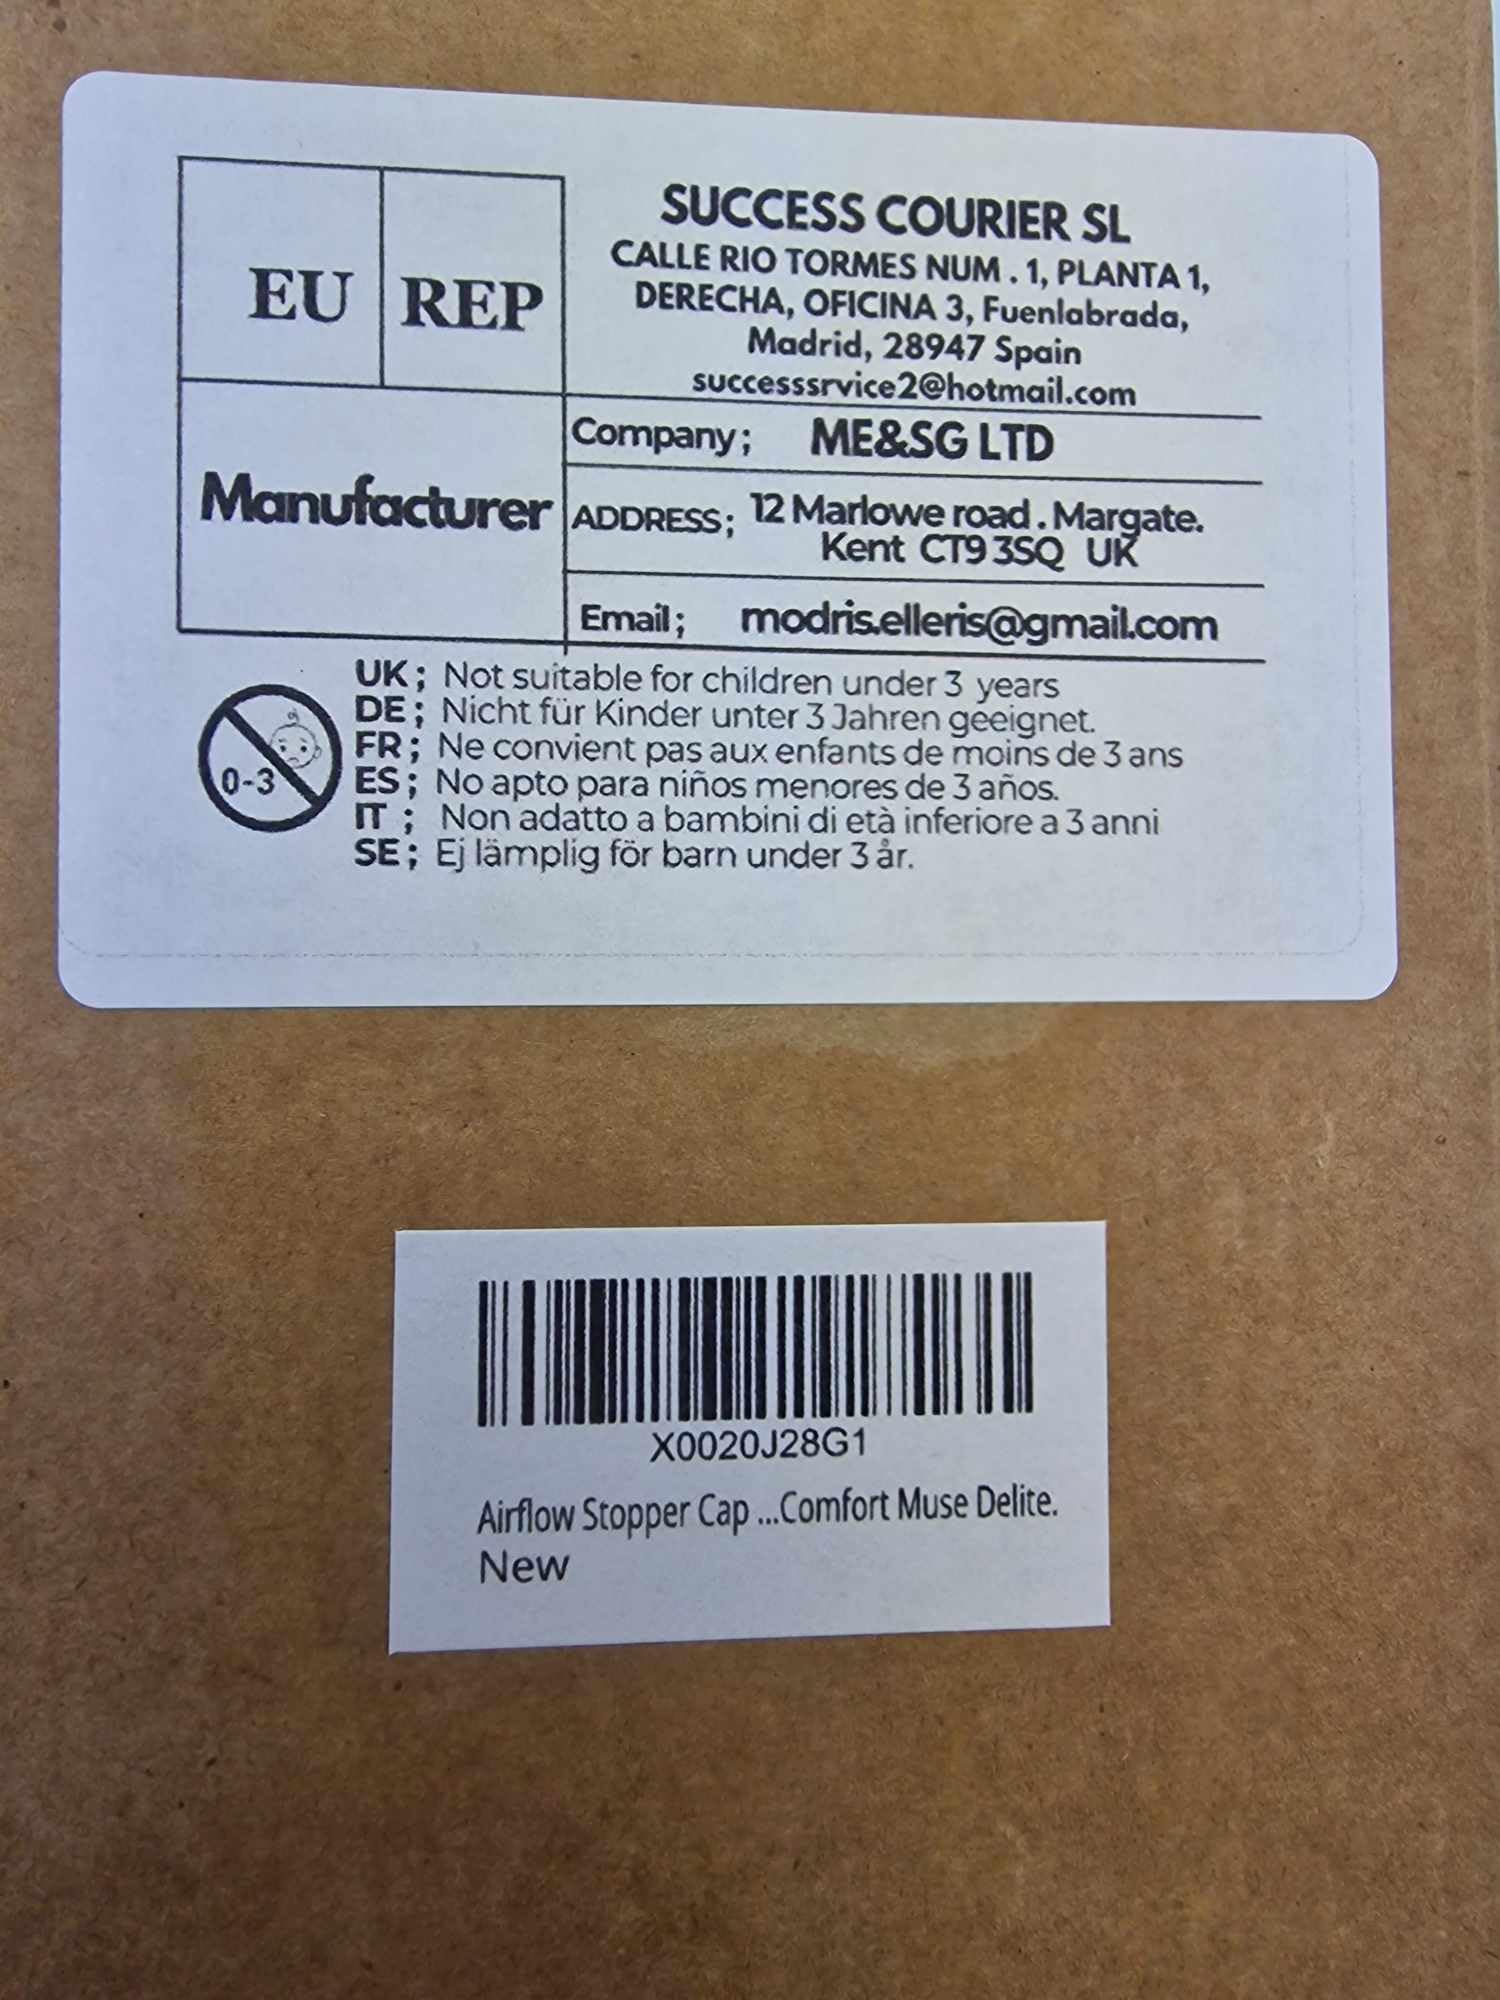 EU REP
SUCCESS COURIER SL
CALLE RIO TORMES NUM . 1, PLANTA 1,
DERECHA, OFICINA 3, Fuenlabrada,
Madrid, 28947 Spain
successsrvice2@hotmail.com
Manufacturer
Company; ME&SG LTD
ADDRESS; 12 Marlowe road . Margate.
Kent CT9 3SQ UK
Email; modris.elleris@gmail.com
0-3
UK; Not suitable for children under 3 years
DE; Nicht für Kinder unter 3 Jahren geeignet.
FR; Ne convient pas aux enfants de moins de 3 ans
ES; No apto para niños menores de 3 años.
IT; Non adatto a bambini di età inferiore a 3 anni
SE; Ej lämplig för barn under 3 år.
X0020J28G1
Airflow Stopper Cap ...Comfort Muse Delite.
New